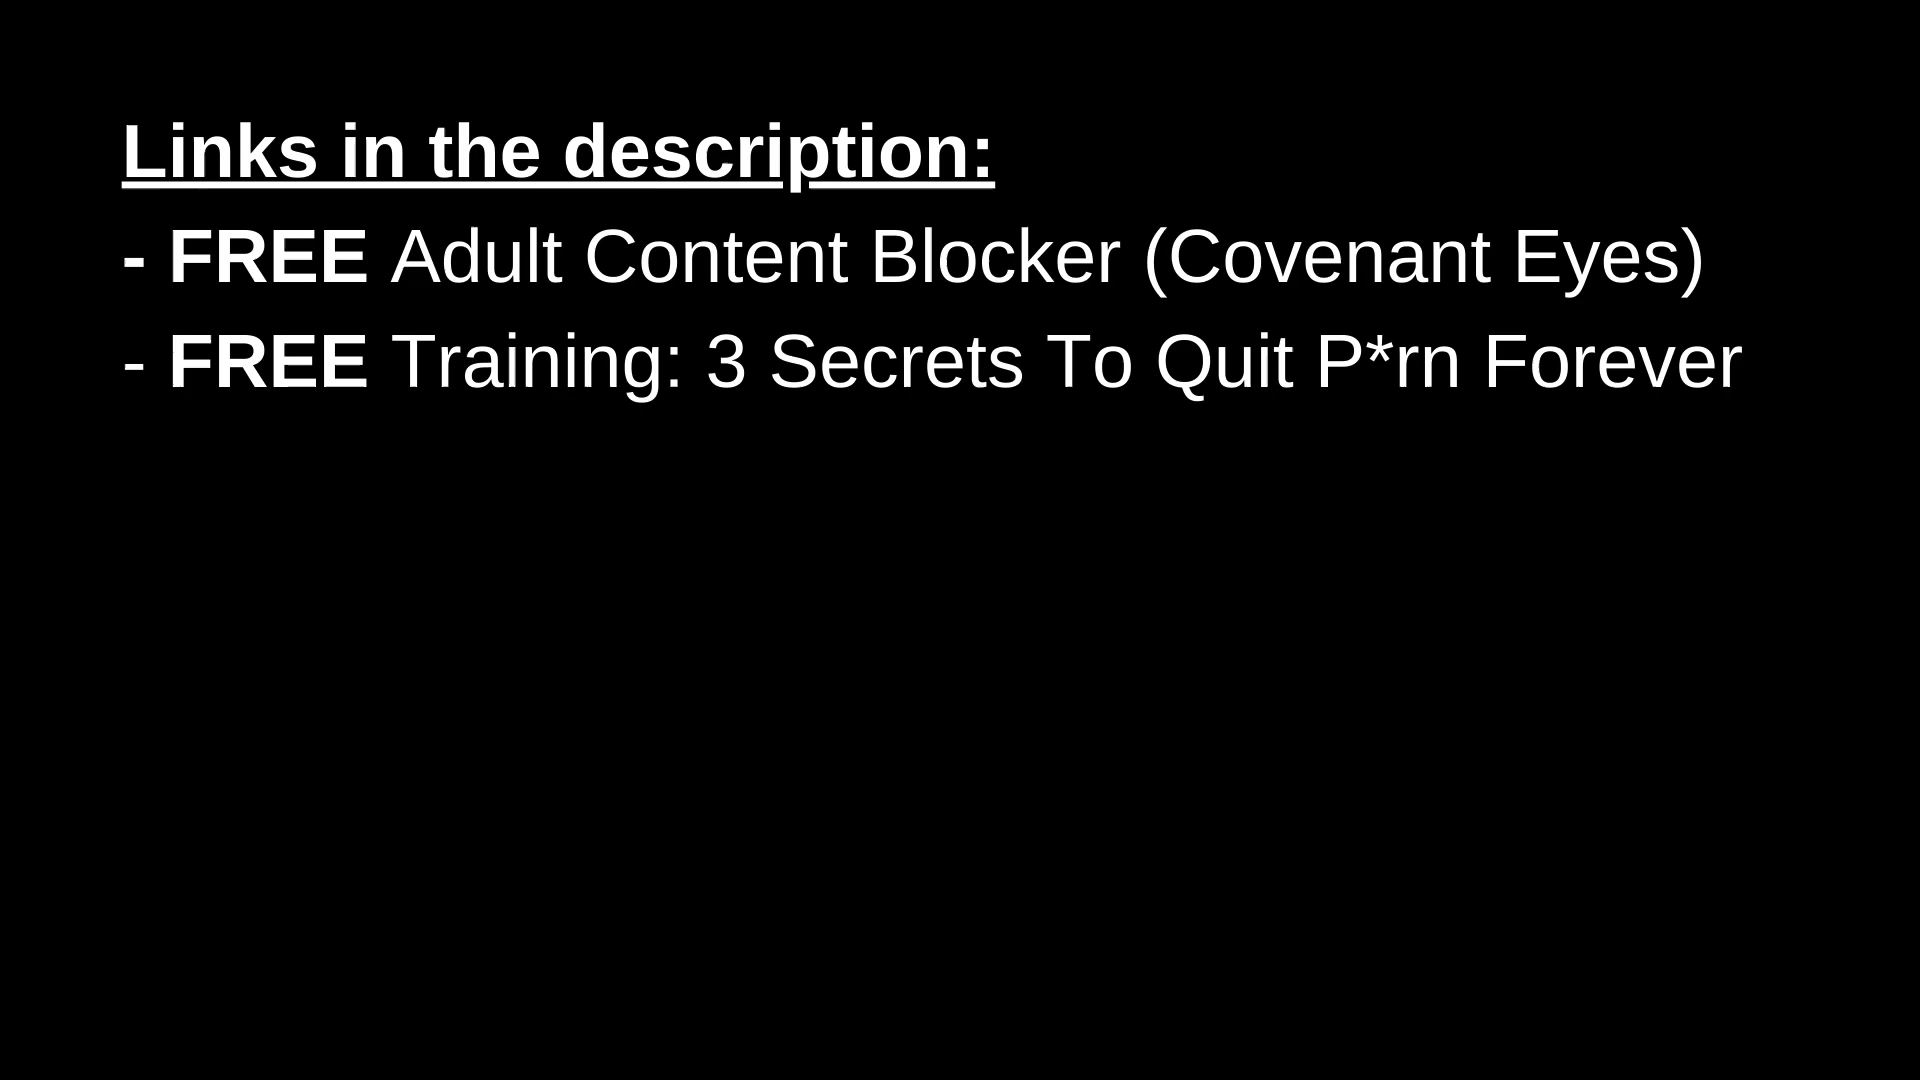 Links in the description:
- FREE Adult Content Blocker (Covenant Eyes)
- FREE Training: 3 Secrets To Quit P*rn Forever